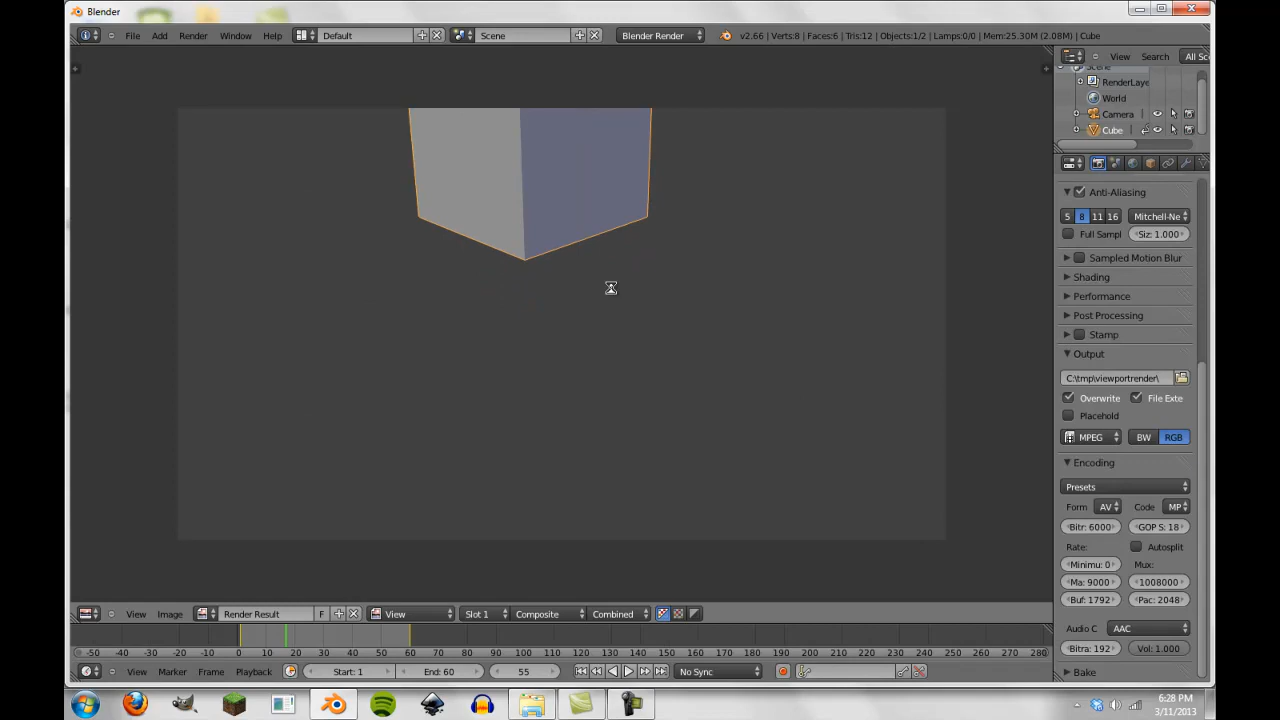 Blender
File Add Render Window Help Default Scene Blender Render v2.66 | Verts:8 | Faces:6 | Tris:12 | Objects:1/2 | Lamps:0/0 | Mem:25.30M (2.08M) | Cube
View Search All Sce
Scene
RenderLaye
World
Camera
Cube
Anti-Aliasing
5 8 11 16 Mitchell-Ne
Full Sampl Siz: 1.000
Sampled Motion Blur
Shading
Performance
Post Processing
Stamp
Output
C:\tmp\viewportrender\
Overwrite File Exte
Placehold
MPEG BW RGB
Encoding
Presets
Form AV Code MP
Bitr: 6000 GOP S: 18
Rate: Autosplit
Minimu: 0 Mux:
Ma: 9000 1008000
Buf: 1792 Pac: 2048
Audio C AAC
Bitra: 192 Vol: 1.000
Bake
View Image Render Result F View Slot 1 Composite Combined
-50 -40 -30 -20 -10 0 10 20 30 40 50 60 70 80 90 100 110 120 130 140 150 160 170 180 190 200 210 220 230 240 250 260 270 280
View Marker Frame Playback Start: 1 End: 60 55 No Sync
6:28 PM
3/11/2013